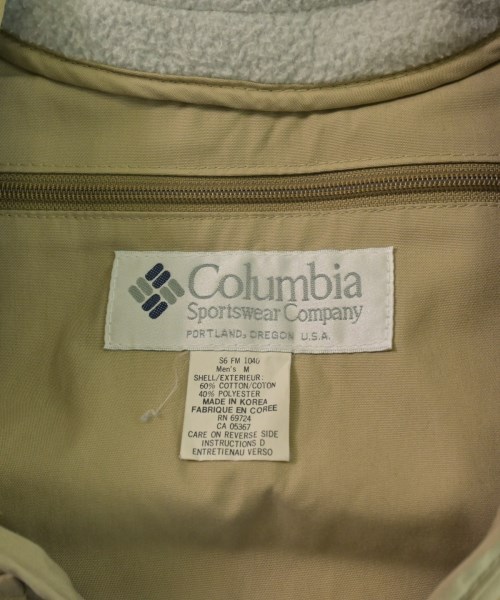 Columbia
Sportswear Company
PORTLAND, OREGON U.S.A.
S6 FM 1040
Men's M
SHELL/EXTERIEUR:
60% COTTON/COTON
40% POLYESTER
MADE IN KOREA
FABRIQUE EN COREE
RN 69724
CA 05367
CARE ON REVERSE SIDE
INSTRUCTIONS D
ENTRETIENAU VERSO